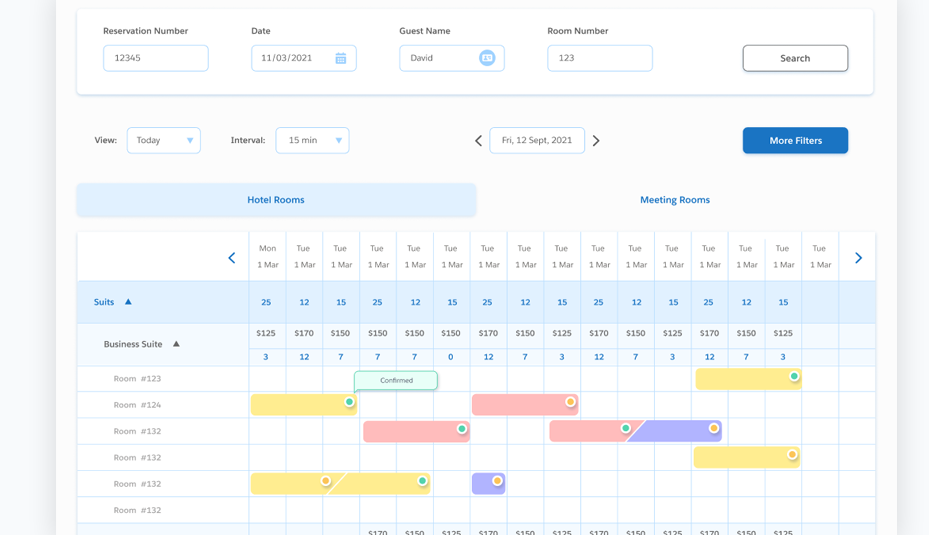 Reservation Number Date Guest Name Room Number
12345 11/03/2021 David 123 Search
View: Today Interval: 15 min Fri, 12 Sept, 2021 More Filters
Hotel Rooms Meeting Rooms
Mon Tue Tue Tue Tue Tue Tue Tue Tue Tue Tue Tue Tue Tue Tue Tue
1 Mar 1 Mar 1 Mar 1 Mar 1 Mar 1 Mar 1 Mar 1 Mar 1 Mar 1 Mar 1 Mar 1 Mar 1 Mar 1 Mar 1 Mar 1 Mar
Suits 25 12 15 25 12 15 25 12 15 25 12 15 25 12 15
$125 $170 $150 $150 $150 $150 $170 $150 $125 $170 $150 $125 $170 $150 $125
Business Suite
3 12 7 7 7 0 12 7 3 12 7 3 12 7 3
Room #123
Confirmed
Room #124
Room #132
Room #132
Room #132
Room #132
$170 $150 $125 $170 $150 $125 $170 $150 $125 $170 $150 $125